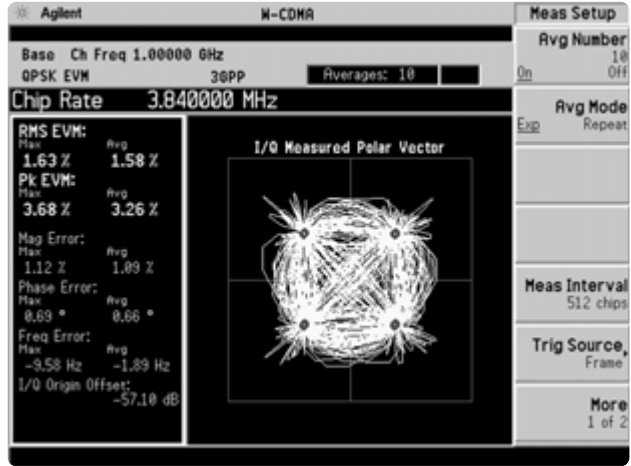 Agilent W-CDMA Meas Setup
Base Ch Freq 1.00000 GHz
QPSK EVM 3GPP Averages: 10
Chip Rate 3.840000 MHz
RMS EVM:
Max Avg
1.63 % 1.58 %
Pk EVM:
Max Avg
3.68 % 3.26 %
Mag Error:
Max Avg
1.12 % 1.09 %
Phase Error:
Max Avg
0.69 ° 0.66 °
Freq Error:
Max Avg
-9.58 Hz -1.89 Hz
I/Q Origin Offset:
-57.10 dB
I/Q Measured Polar Vector
Avg Number
10
On Off
Avg Mode
Exp Repeat
Meas Interval
512 chips
Trig Source
Frame
More
1 of 2